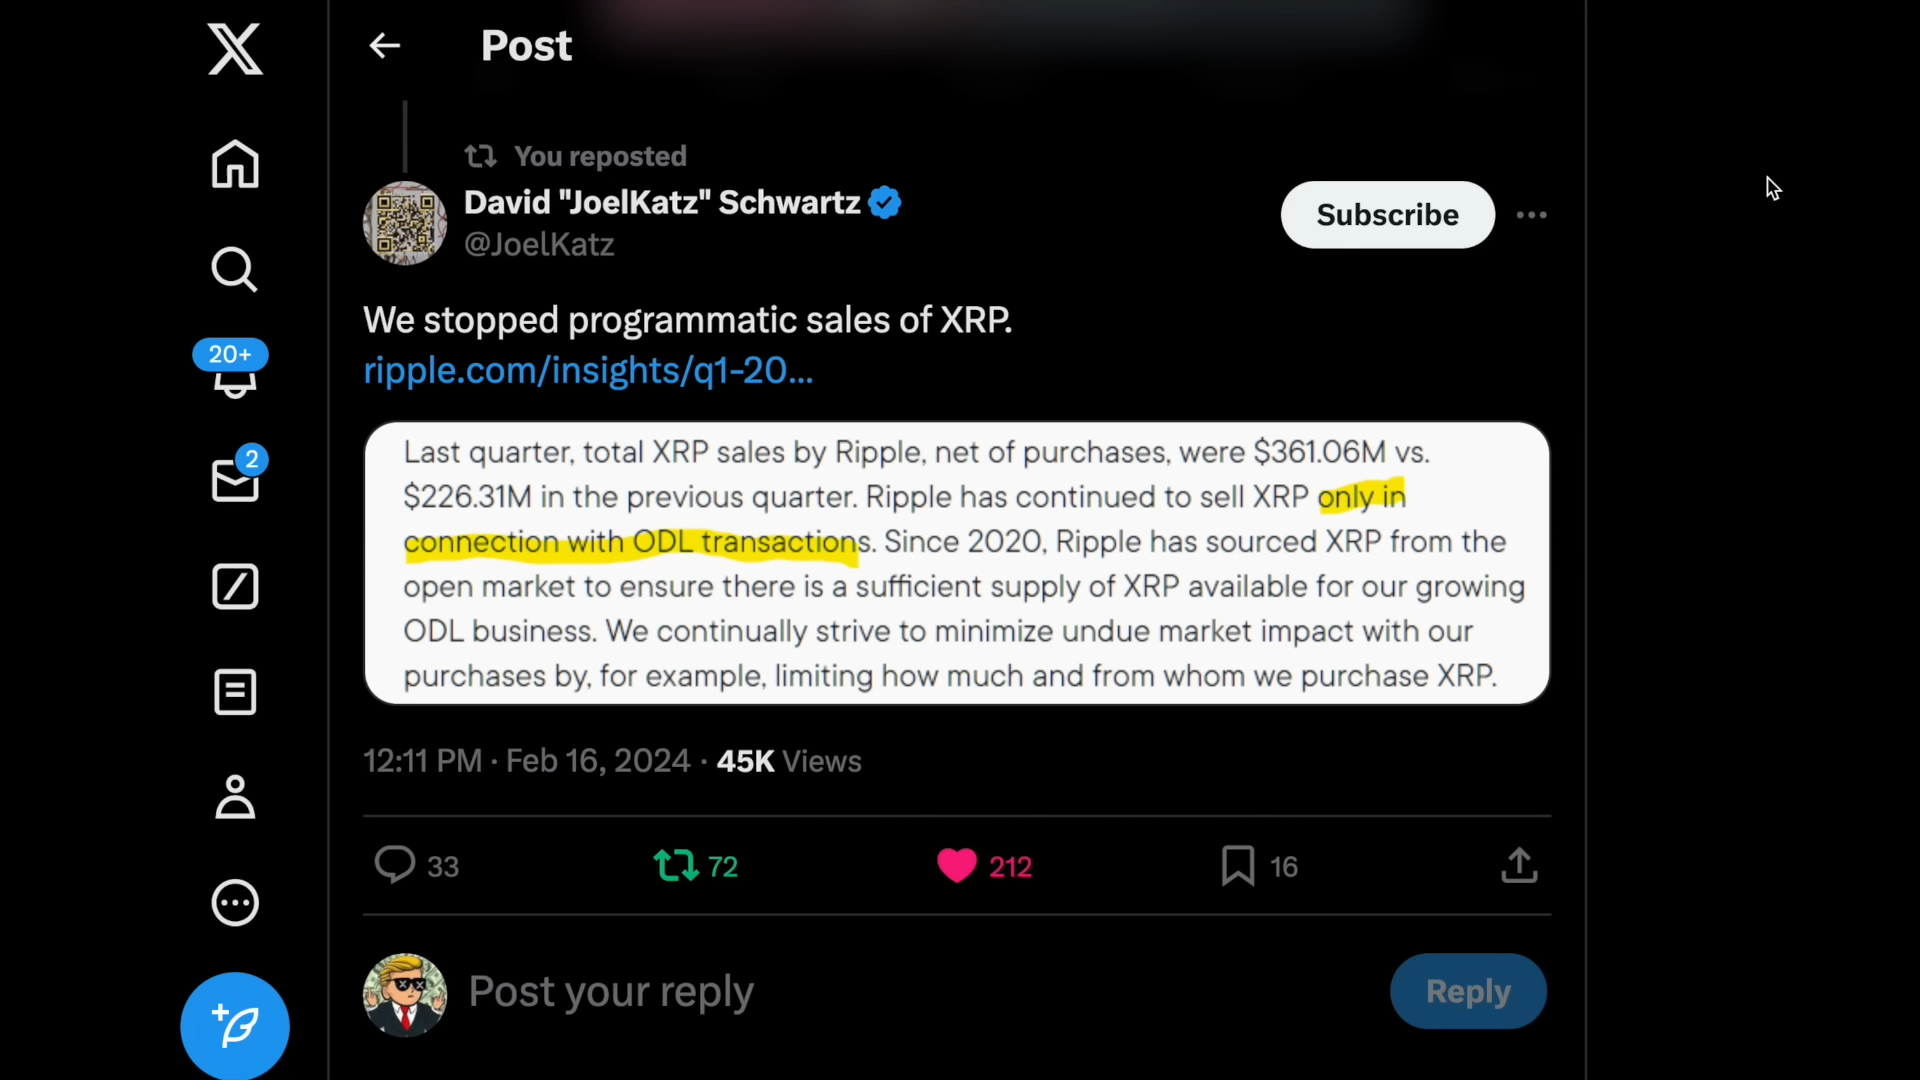 Post
You reposted
David "JoelKatz" Schwartz
@JoelKatz
Subscribe
We stopped programmatic sales of XRP.
ripple.com/insights/q1-20...
Last quarter, total XRP sales by Ripple, net of purchases, were $361.06M vs.
$226.31M in the previous quarter. Ripple has continued to sell XRP only in
connection with ODL transactions. Since 2020, Ripple has sourced XRP from the
open market to ensure there is a sufficient supply of XRP available for our growing
ODL business. We continually strive to minimize undue market impact with our
purchases by, for example, limiting how much and from whom we purchase XRP.
12:11 PM · Feb 16, 2024 · 45K Views
33 72 212 16
Post your reply
Reply
20+
2